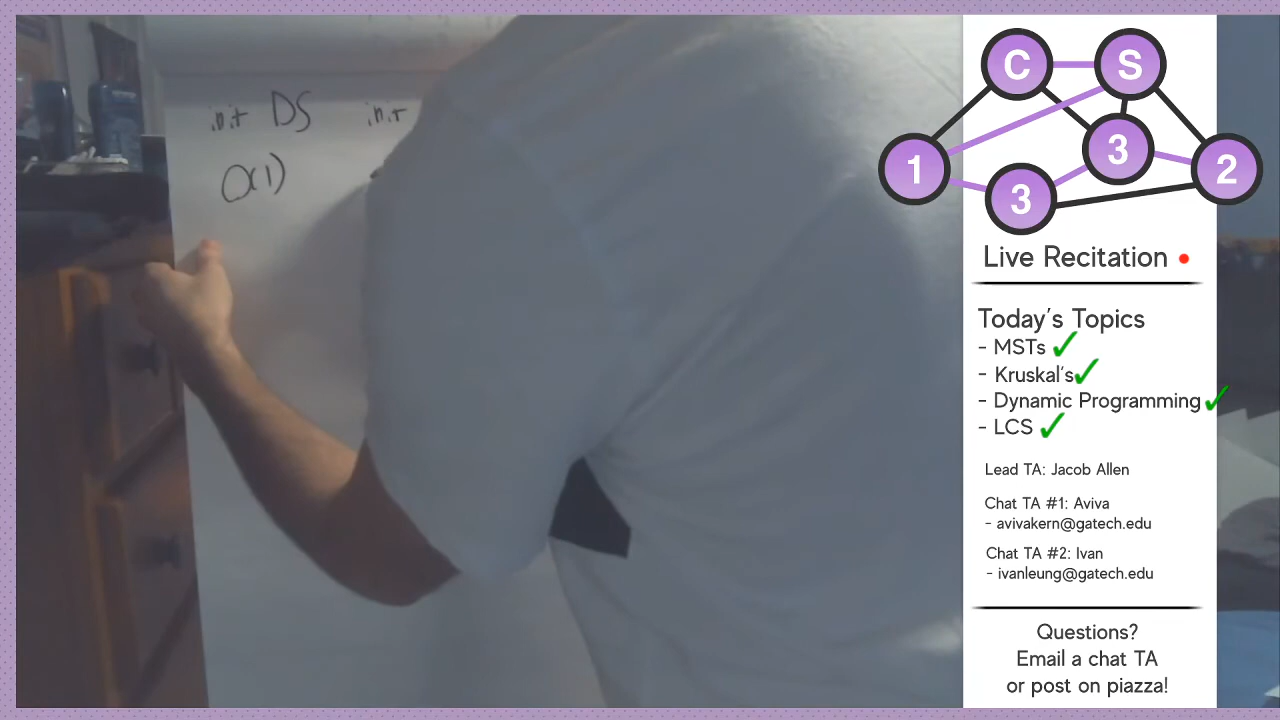 init DS init
O(1)
C S
1 3 3 2
Live Recitation
Today's Topics
- MSTs ✓
- Kruskal's ✓
- Dynamic Programming ✓
- LCS ✓
Lead TA: Jacob Allen
Chat TA #1: Aviva
- avivakern@gatech.edu
Chat TA #2: Ivan
- ivanleung@gatech.edu
Questions?
Email a chat TA
or post on piazza!